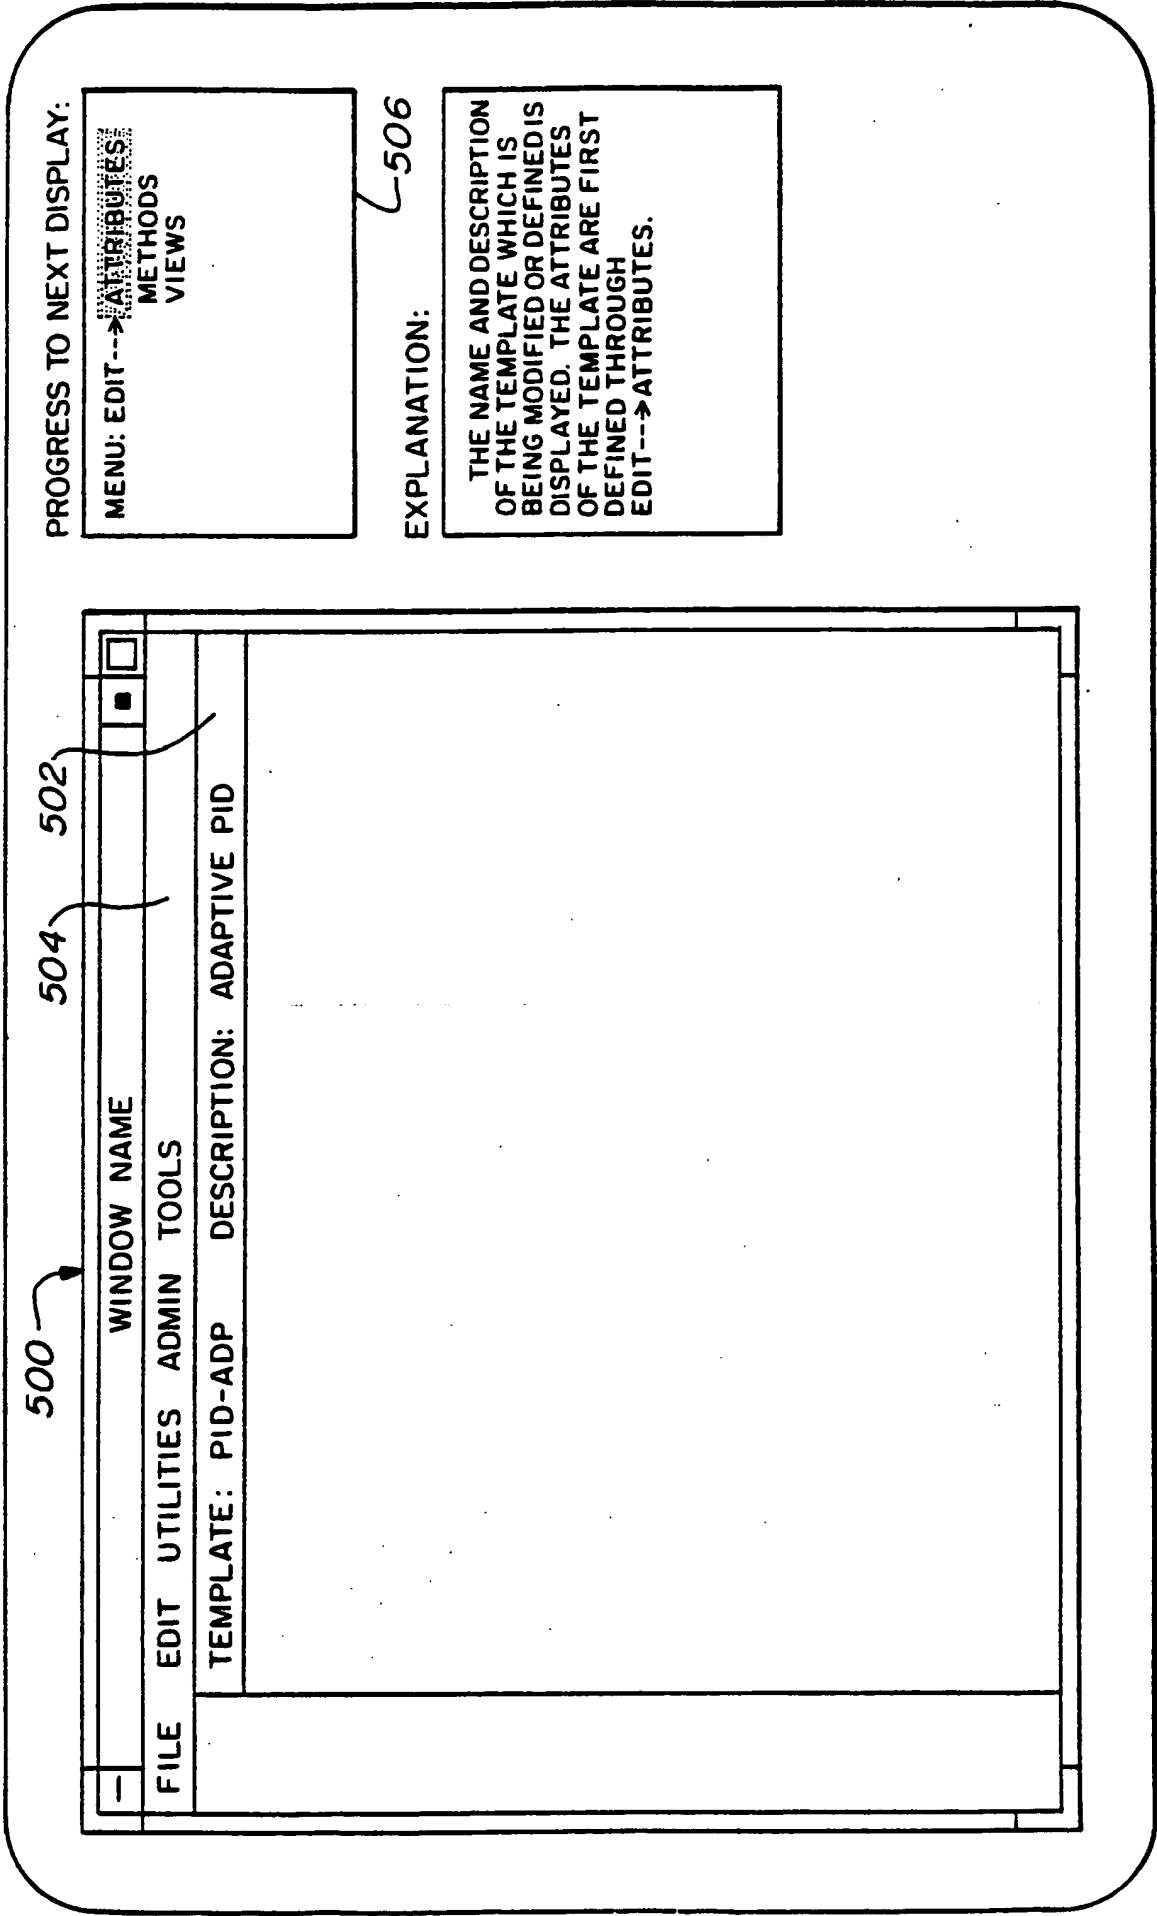 500
504
502
WINDOW NAME
FILE EDIT UTILITIES ADMIN TOOLS
TEMPLATE: PID-ADP DESCRIPTION: ADAPTIVE PID
PROGRESS TO NEXT DISPLAY:
MENU: EDIT--->ATTRIBUTES
METHODS
VIEWS
506
EXPLANATION:
THE NAME AND DESCRIPTION
OF THE TEMPLATE WHICH IS
BEING MODIFIED OR DEFINED IS
DISPLAYED. THE ATTRIBUTES
OF THE TEMPLATE ARE FIRST
DEFINED THROUGH
EDIT--->ATTRIBUTES.